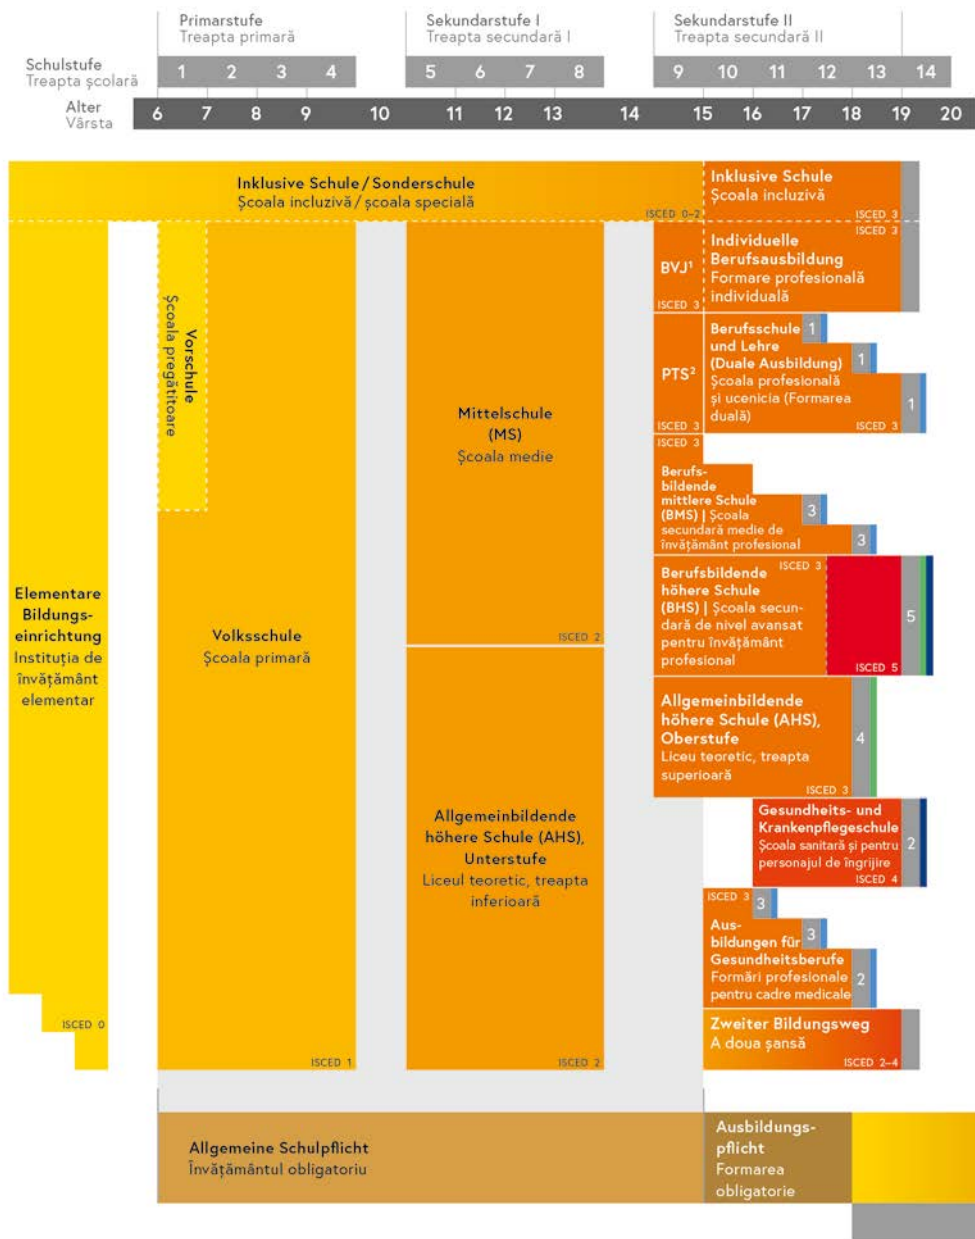 Primarstufe
Treapta primară
Sekundarstufe I
Treapta secundară I
Sekundarstufe II
Treapta secundară II
Schulstufe
Treapta școlară
1 2 3 4 5 6 7 8 9 10 11 12 13 14
Alter
Vârsta
6 7 8 9 10 11 12 13 14 15 16 17 18 19 20
Inklusive Schule / Sonderschule
Școala incluzivă / școala specială
ISCED 0–2
Inklusive Schule
Școala incluzivă
ISCED 3
BVJ¹
ISCED 3
ISCED 3
Individuelle
Berufsausbildung
Formare profesională
individuală
Vorschule
Școala pregătitoare
PTS²
ISCED 3
Berufsschule
und Lehre
(Duale Ausbildung)
Școala profesională
și ucenicia (Formarea
duală)
ISCED 3
1
1
1
Mittelschule
(MS)
Școala medie
ISCED 2
ISCED 3
Berufs-
bildende
mittlere Schule
(BMS) | Școala
secundară medie de
învățământ profesional
3
3
Elementare
Bildungs-
einrichtung
Instituția de
învățământ
elementar
ISCED 0
Volksschule
Școala primară
ISCED 1
ISCED 3
Berufsbildende
höhere Schule
(BHS) | Școala secun-
dară de nivel avansat
pentru învățământ
profesional
ISCED 5
5
Allgemeinbildende
höhere Schule (AHS),
Oberstufe
Liceu teoretic, treapta
superioară
ISCED 3
4
Allgemeinbildende
höhere Schule (AHS),
Unterstufe
Liceul teoretic, treapta
inferioară
ISCED 2
Gesundheits- und
Krankenpflegeschule
Școala sanitară și pentru
personajul de îngrijire
ISCED 4
2
ISCED 3
3
Aus-
bildungen für
Gesundheitsberufe
Formări profesionale
pentru cadre medicale
3
2
Zweiter Bildungsweg
A doua șansă
ISCED 2–4
Allgemeine Schulpflicht
Învățământul obligatoriu
Ausbildungs-
pflicht
Formarea
obligatorie